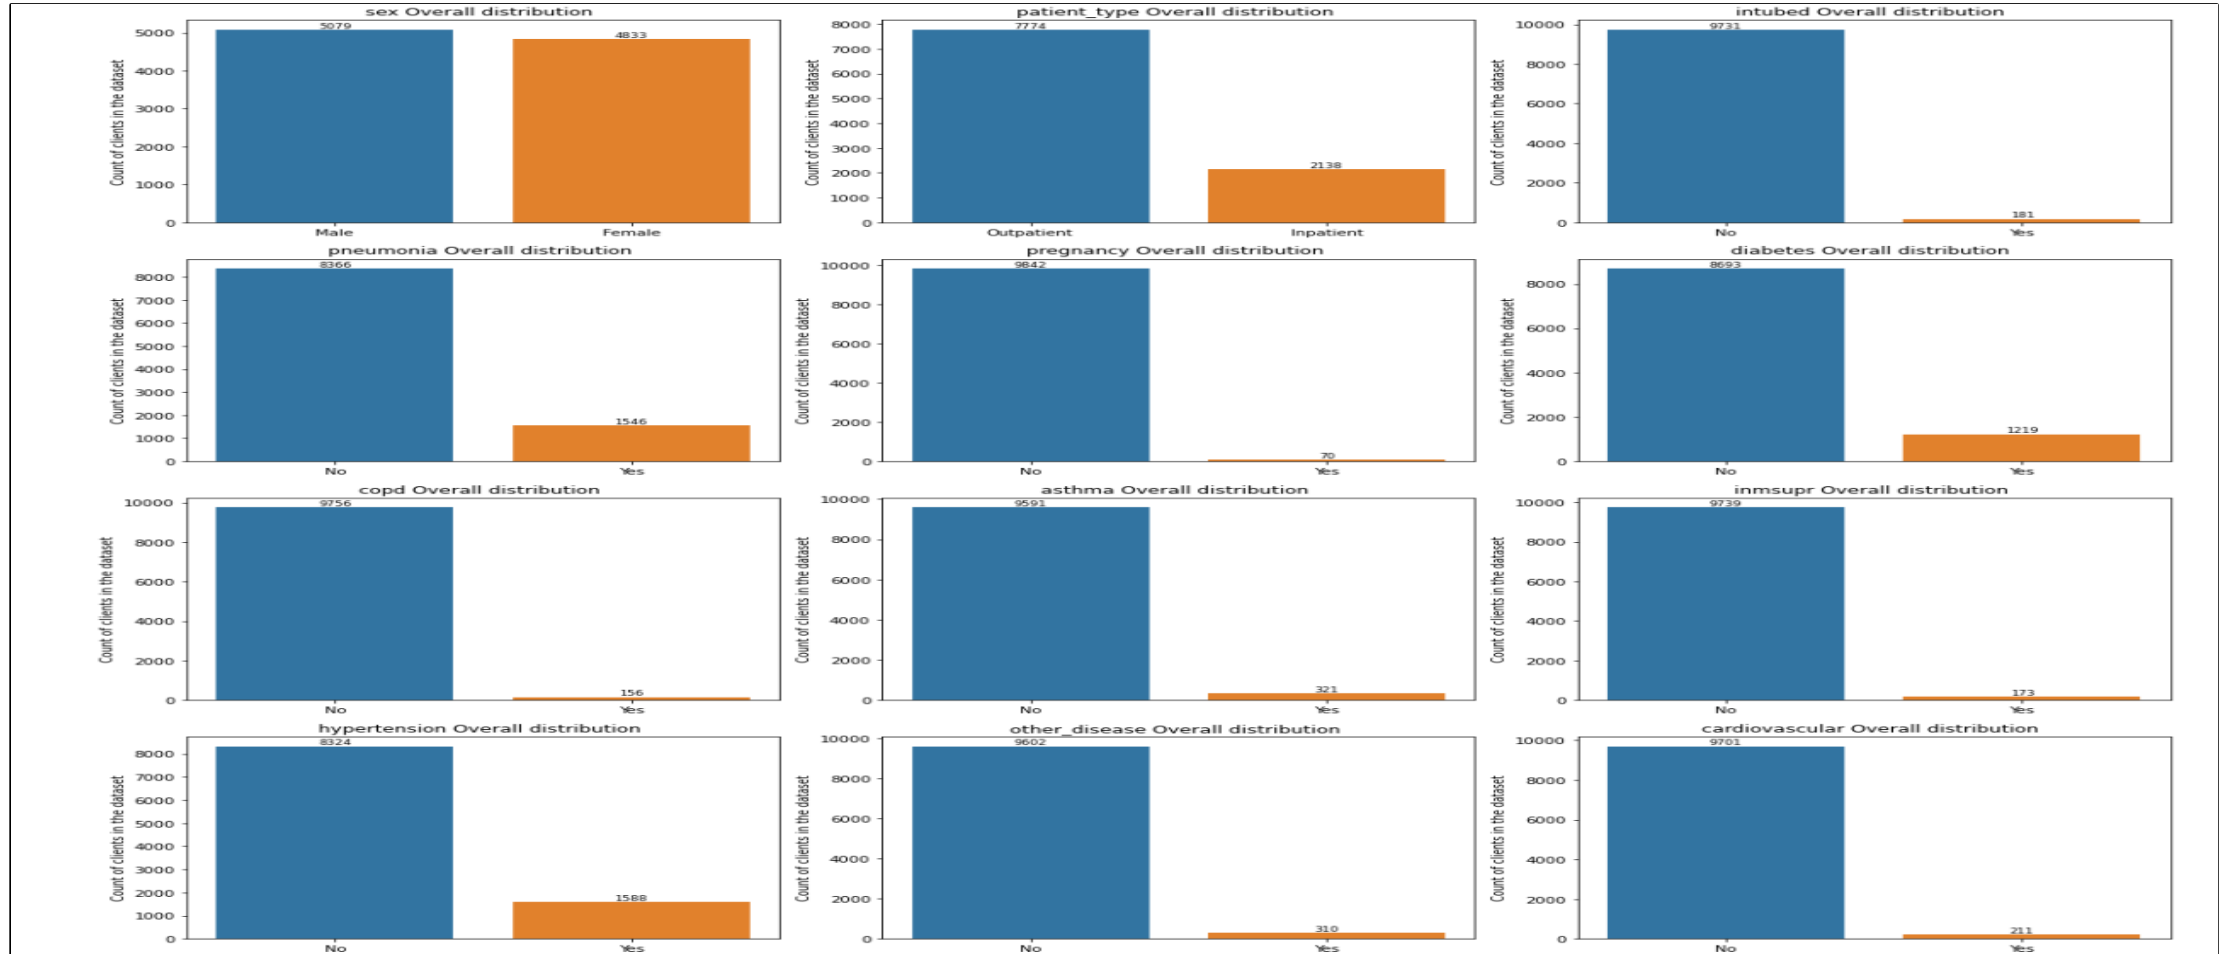 sex Overall distribution
Count of clients in the dataset
5000
4000
3000
2000
1000
0
5079
4833
Male Female
patient_type Overall distribution
Count of clients in the dataset
8000
7000
6000
5000
4000
3000
2000
1000
0
7774
2138
Outpatient Inpatient
intubed Overall distribution
Count of clients in the dataset
10000
8000
6000
4000
2000
0
9731
181
No Yes
pneumonia Overall distribution
Count of clients in the dataset
8000
7000
6000
5000
4000
3000
2000
1000
0
8366
1546
No Yes
pregnancy Overall distribution
Count of clients in the dataset
10000
8000
6000
4000
2000
0
9842
70
No Yes
diabetes Overall distribution
Count of clients in the dataset
8000
6000
4000
2000
0
8693
1219
No Yes
copd Overall distribution
Count of clients in the dataset
10000
8000
6000
4000
2000
0
9756
156
No Yes
asthma Overall distribution
Count of clients in the dataset
10000
8000
6000
4000
2000
0
9591
321
No Yes
inmsupr Overall distribution
Count of clients in the dataset
10000
8000
6000
4000
2000
0
9739
173
No Yes
hypertension Overall distribution
Count of clients in the dataset
8000
7000
6000
5000
4000
3000
2000
1000
0
8324
1588
No Yes
other_disease Overall distribution
Count of clients in the dataset
10000
8000
6000
4000
2000
0
9602
310
No Yes
cardiovascular Overall distribution
Count of clients in the dataset
10000
8000
6000
4000
2000
0
9701
211
No Yes